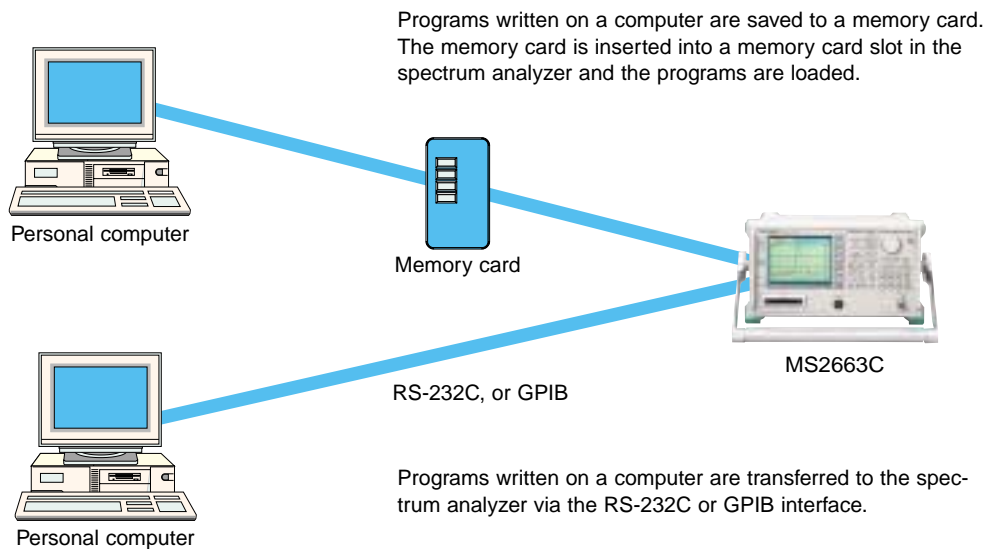 Programs written on a computer are saved to a memory card.
The memory card is inserted into a memory card slot in the
spectrum analyzer and the programs are loaded.
Personal computer
Memory card
MS2663C
RS-232C, or GPIB
Programs written on a computer are transferred to the spec-
trum analyzer via the RS-232C or GPIB interface.
Personal computer